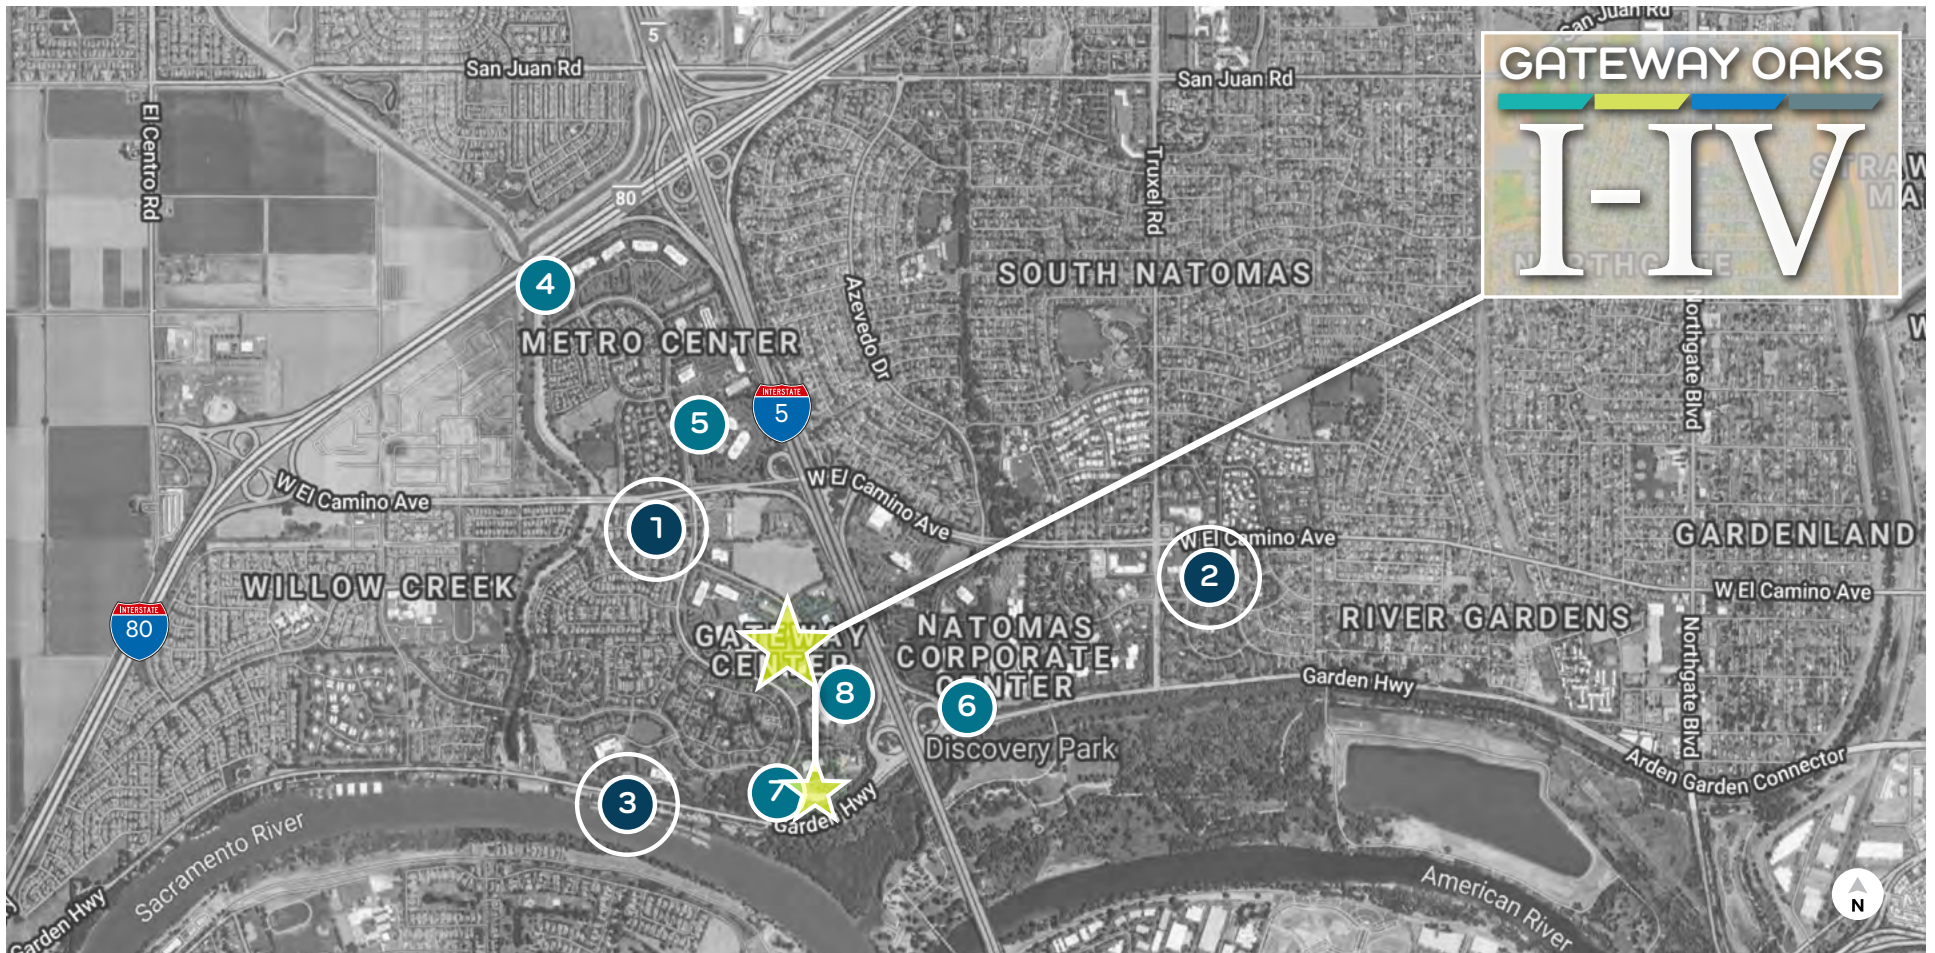 San Juan Rd
5
San Juan Rd
San Juan Rd
GATEWAY OAKS
I-IV
El Centro Rd
Truxel Rd
80
SOUTH NATOMAS
4
Azevedo Dr
METRO CENTER
Northgate Blvd
INTERSTATE
5
5
W El Camino Ave
W El Camino Ave
1
W El Camino Ave
2
GARDENLAND
WILLOW CREEK
W El Camino Ave
INTERSTATE
80
GATEWAY
CENTER
NATOMAS
CORPORATE
CENTER
RIVER GARDENS
Northgate Blvd
Garden Hwy
8
6
Discovery Park
Arden Garden Connector
7
3
Garden Hwy
Sacramento River
American River
Garden Hwy
N